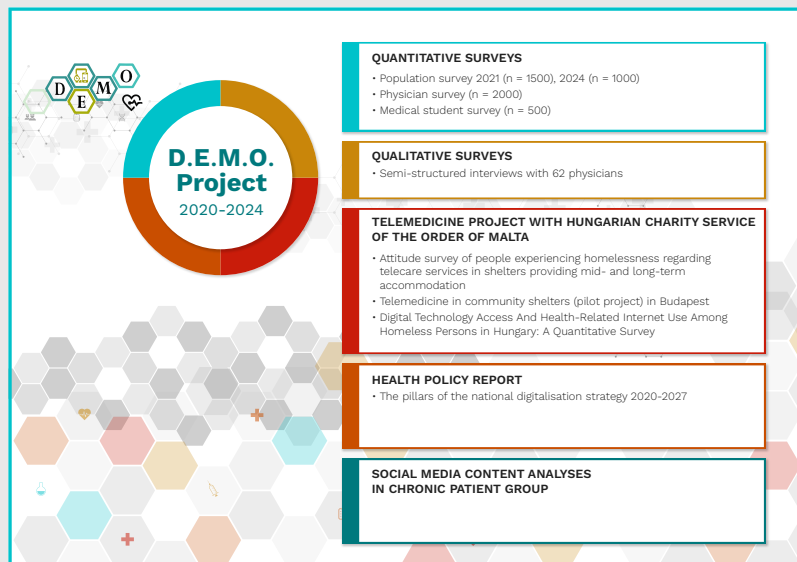 D E M O
D.E.M.O.
Project
2020-2024
QUANTITATIVE SURVEYS
• Population survey 2021 (n = 1500), 2024 (n = 1000)
• Physician survey (n = 2000)
• Medical student survey (n = 500)
QUALITATIVE SURVEYS
• Semi-structured interviews with 62 physicians
TELEMEDICINE PROJECT WITH HUNGARIAN CHARITY SERVICE
OF THE ORDER OF MALTA
• Attitude survey of people experiencing homelessness regarding
telecare services in shelters providing mid- and long-term
accommodation
• Telemedicine in community shelters (pilot project) in Budapest
• Digital Technology Access And Health-Related Internet Use Among
Homeless Persons in Hungary: A Quantitative Survey
HEALTH POLICY REPORT
• The pillars of the national digitalisation strategy 2020-2027
SOCIAL MEDIA CONTENT ANALYSES
IN CHRONIC PATIENT GROUP